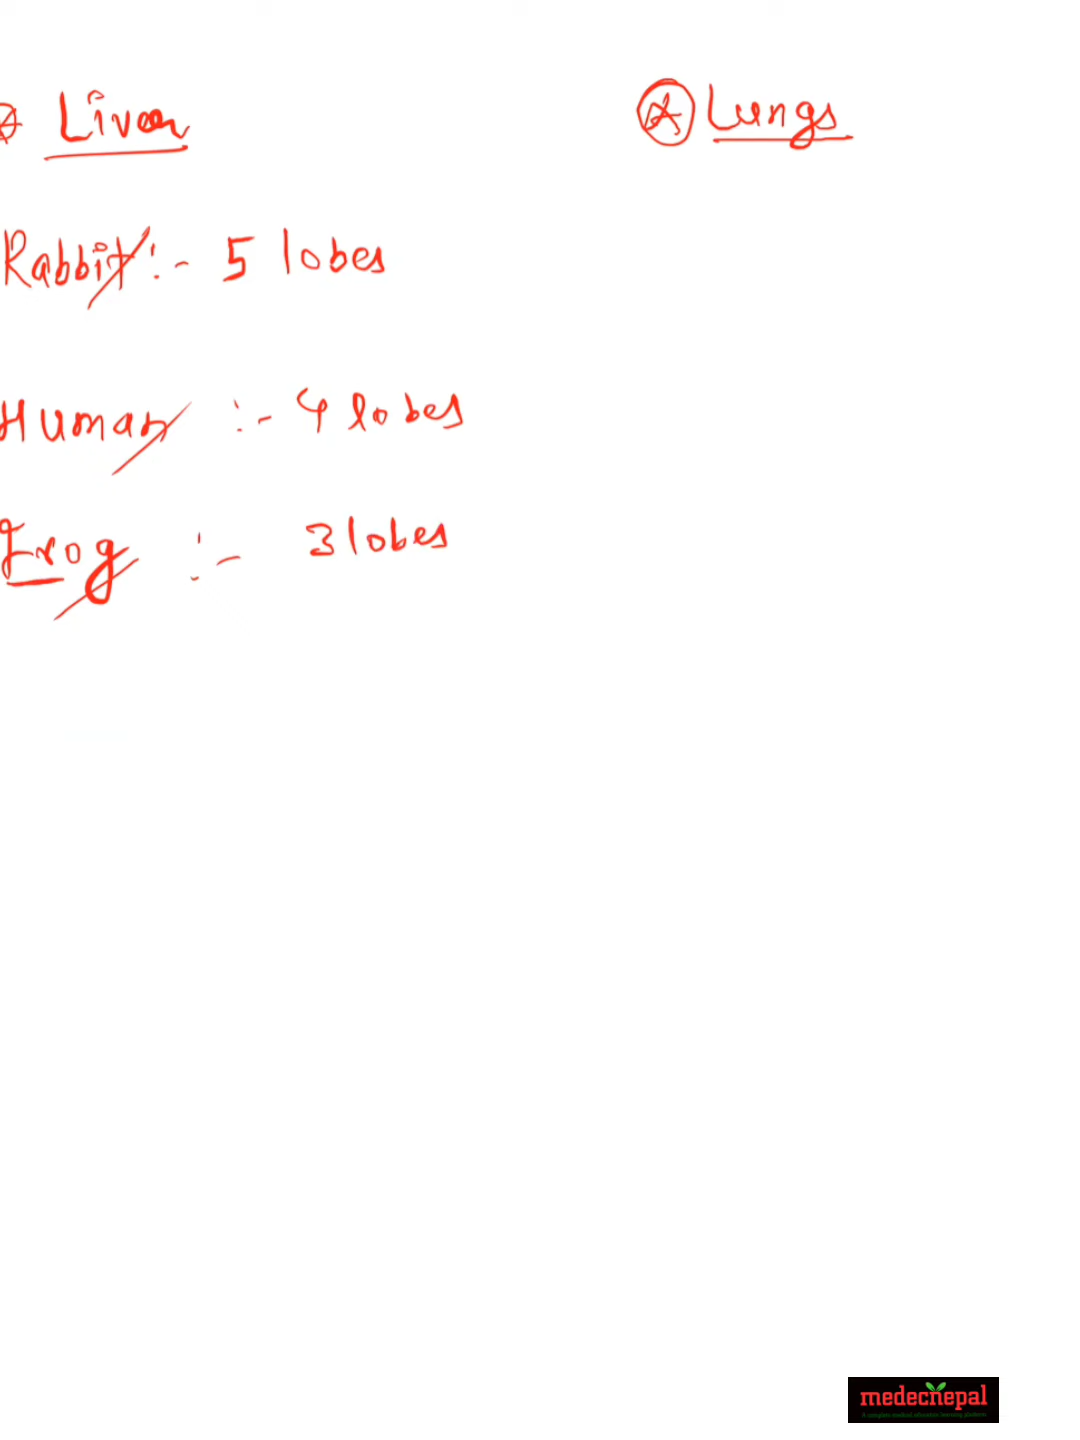 Liver
Lungs
Rabbit :- 5 lobes
Human :- 4 lobes
Frog :- 3 lobes
medecnepal